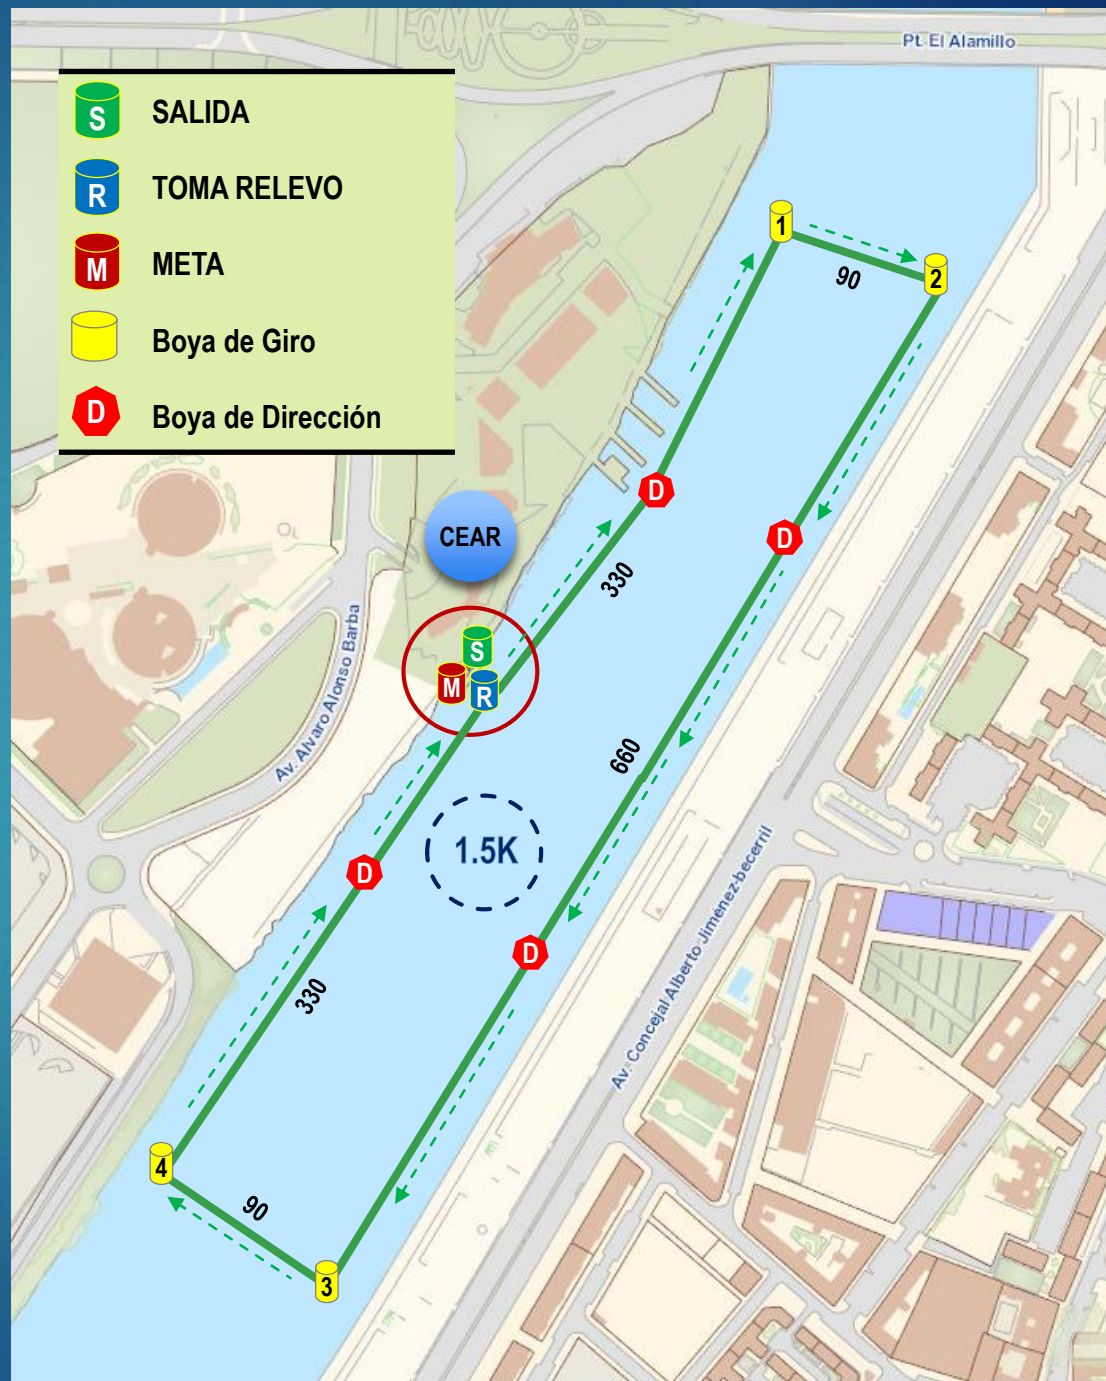 Pt. El Alamillo
S SALIDA
R TOMA RELEVO
M META
Boya de Giro
D Boya de Dirección
1
90
2
D
D
CEAR
330
Av. Alvaro Alonso Barba
S
M
R
660
1.5K
D
Av. Concejal Alberto Jiménez-becerril
D
330
4
90
3